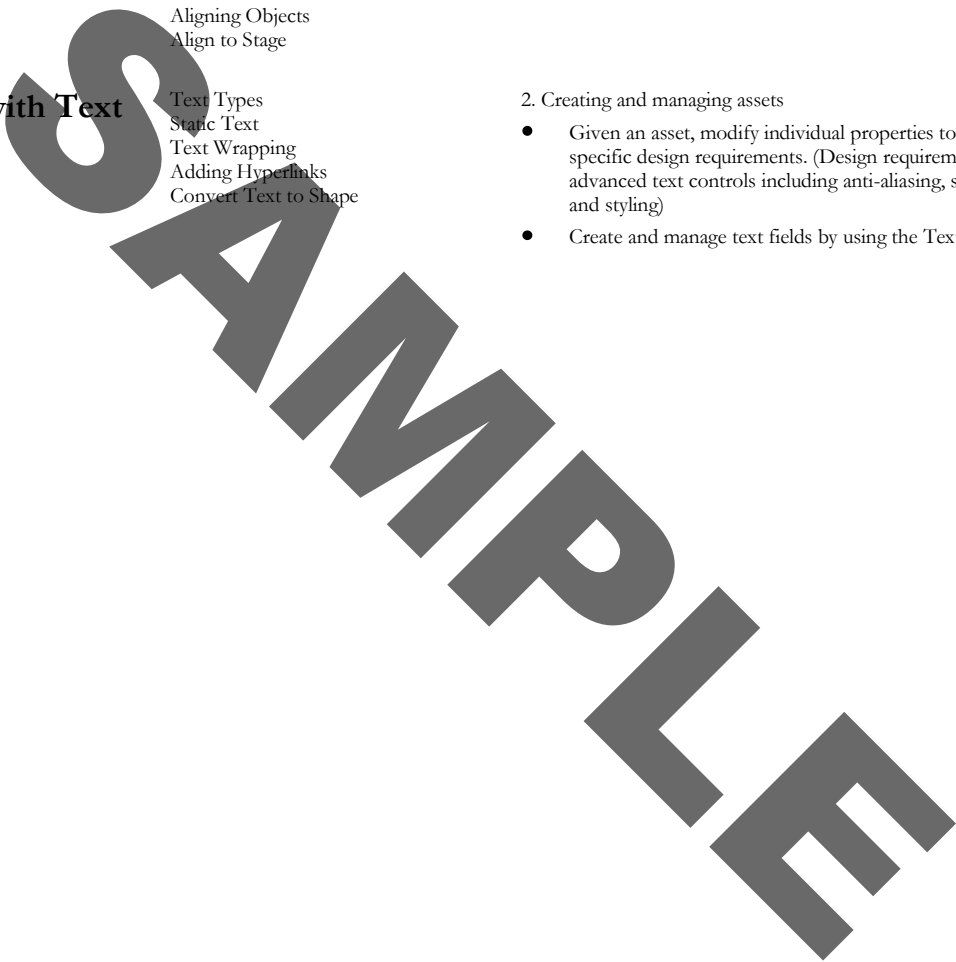 Aligning Objects
Align to Stage
with Text
Text Types
Static Text
Text Wrapping
Adding Hyperlinks
Convert Text to Shape
2. Creating and managing assets
• Given an asset, modify individual properties to
specific design requirements. (Design
advanced text controls including anti-aliasing,
and styling)
• Create and manage text fields by using the
SAMPLE